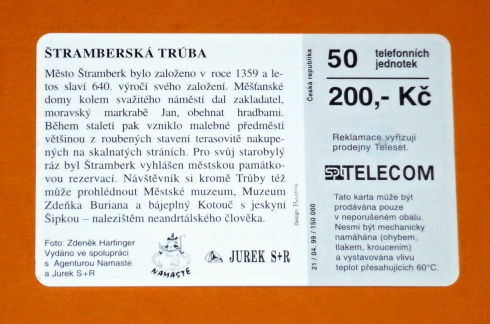 ŠTRAMBERSKÁ TRÚBA
Město Štramberk bylo založeno v roce 1359 a le-
tos slaví 640. výročí svého založení. Měšťanské
domy kolem svažitého náměstí dal zakladatel,
moravský markrabě Jan, obehnat hradbami.
Během staletí pak vzniklo malebné předměstí
většinou z roubených stavení terasovitě nakupe-
ných na skalnatých stráních. Pro svůj starobylý
ráz byl Štramberk vyhlášen městskou památko-
vou rezervací. Návštěvník si kromě Trúby též
může prohlédnout Městské muzeum, Muzeum
Zdeňka Buriana a bájeplný Kotouč s jeskyní
Šipkou – nalezištěm neandrtálského člověka.
Foto: Zdeněk Hartinger
Vydáno ve spolupráci
s Agenturou Namaste
a Jurek S+R
NAMASTE
JUREK S+R
Design:
Česká republika
21 / 04. 99 / 150 000
50 telefonních
jednotek
200,- Kč
Reklamace vyřizují
prodejny Teleset.
SPT TELECOM
Tato karta může být
prodávána pouze
v neporušeném obalu.
Nesmí být mechanicky
namáhána (ohybem,
tlakem, kroucením)
a vystavována vlivu
teplot přesahujících 60°C.